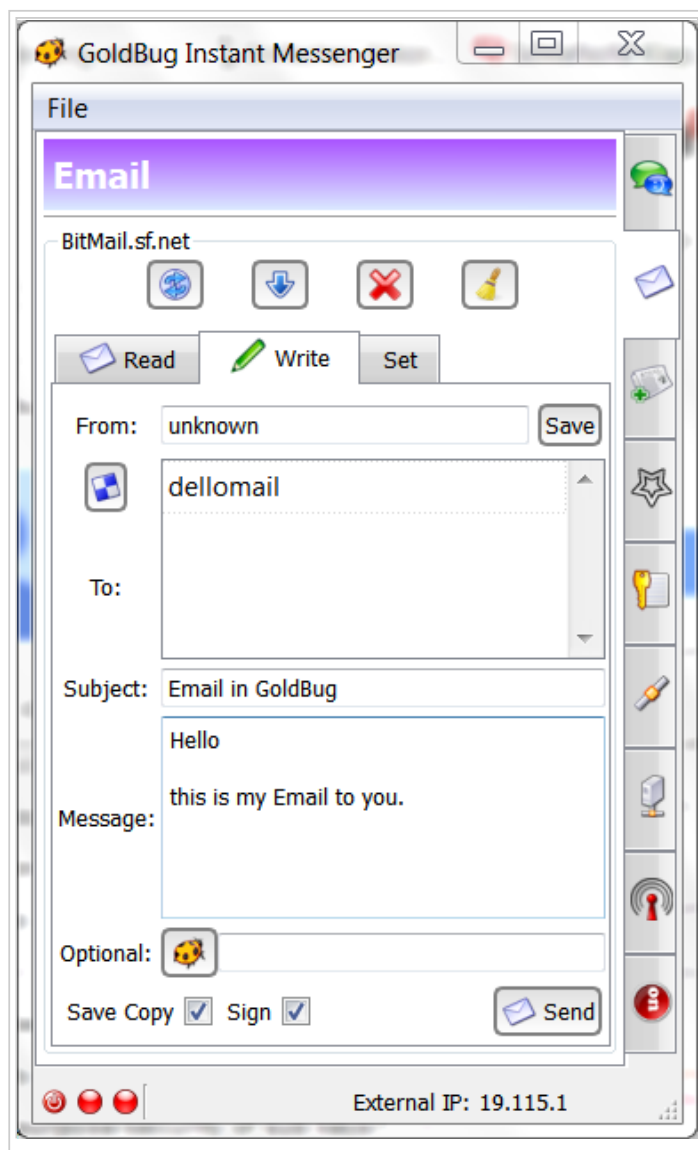 GoldBug Instant Messenger
File
Email
BitMail.sf.net
Read Write Set
From: unknown Save
dellomail
To:
Subject: Email in GoldBug
Hello
this is my Email to you.
Message:
Optional:
Save Copy Sign Send
External IP: 19.115.1